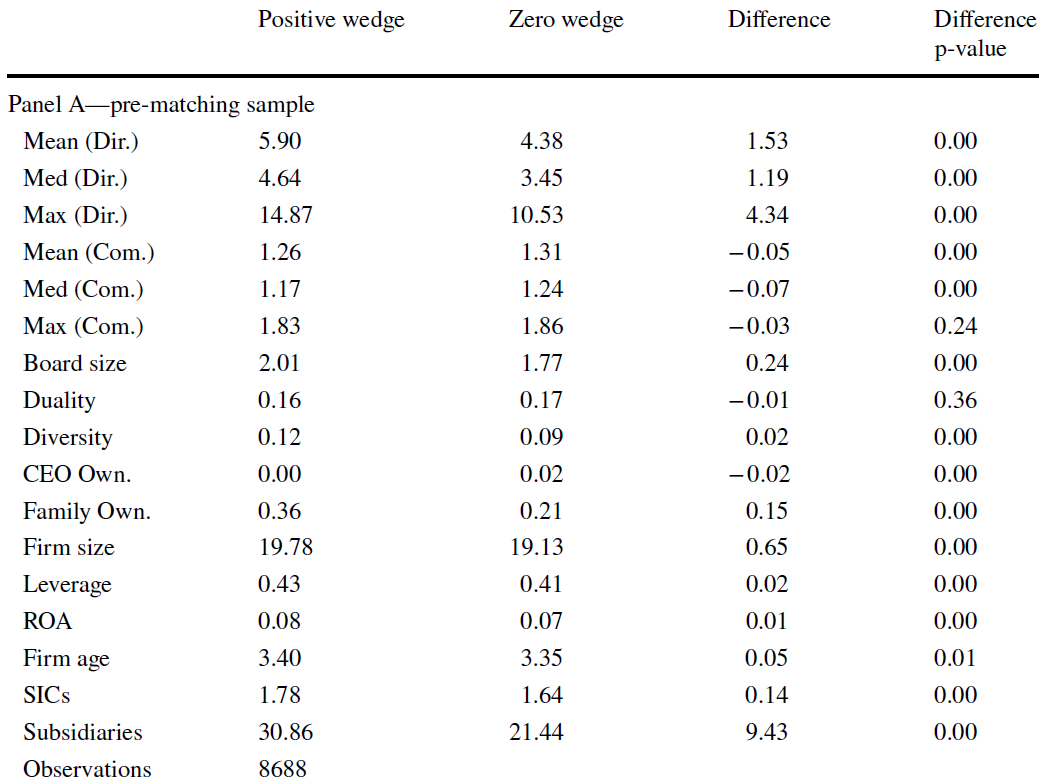 Positive wedge Zero wedge Difference Difference
p-value
Panel A—pre-matching sample
Mean (Dir.) 5.90 4.38 1.53 0.00
Med (Dir.) 4.64 3.45 1.19 0.00
Max (Dir.) 14.87 10.53 4.34 0.00
Mean (Com.) 1.26 1.31 −0.05 0.00
Med (Com.) 1.17 1.24 −0.07 0.00
Max (Com.) 1.83 1.86 −0.03 0.24
Board size 2.01 1.77 0.24 0.00
Duality 0.16 0.17 −0.01 0.36
Diversity 0.12 0.09 0.02 0.00
CEO Own. 0.00 0.02 −0.02 0.00
Family Own. 0.36 0.21 0.15 0.00
Firm size 19.78 19.13 0.65 0.00
Leverage 0.43 0.41 0.02 0.00
ROA 0.08 0.07 0.01 0.00
Firm age 3.40 3.35 0.05 0.01
SICs 1.78 1.64 0.14 0.00
Subsidiaries 30.86 21.44 9.43 0.00
Observations 8688